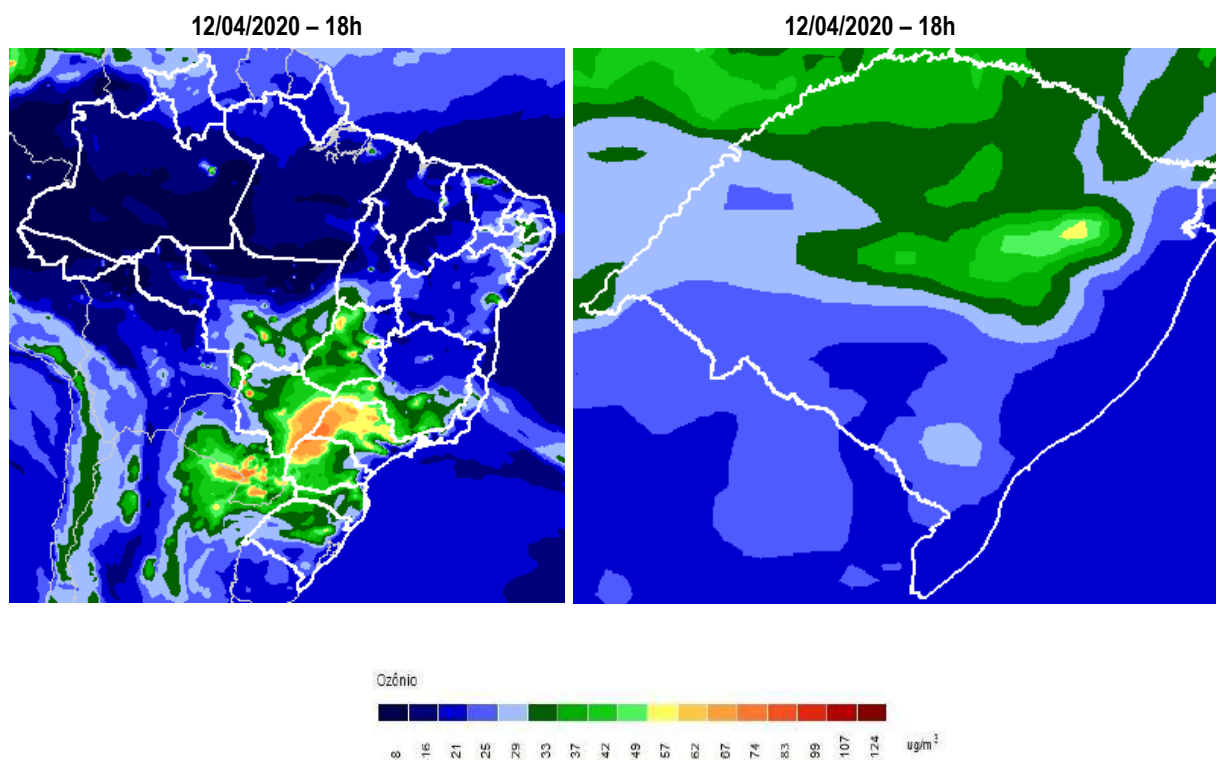 12/04/2020 – 18h
12/04/2020 – 18h
Ozônio
8 16 21 25 29 33 37 42 49 57 62 67 74 83 99 107 124 ug/m³